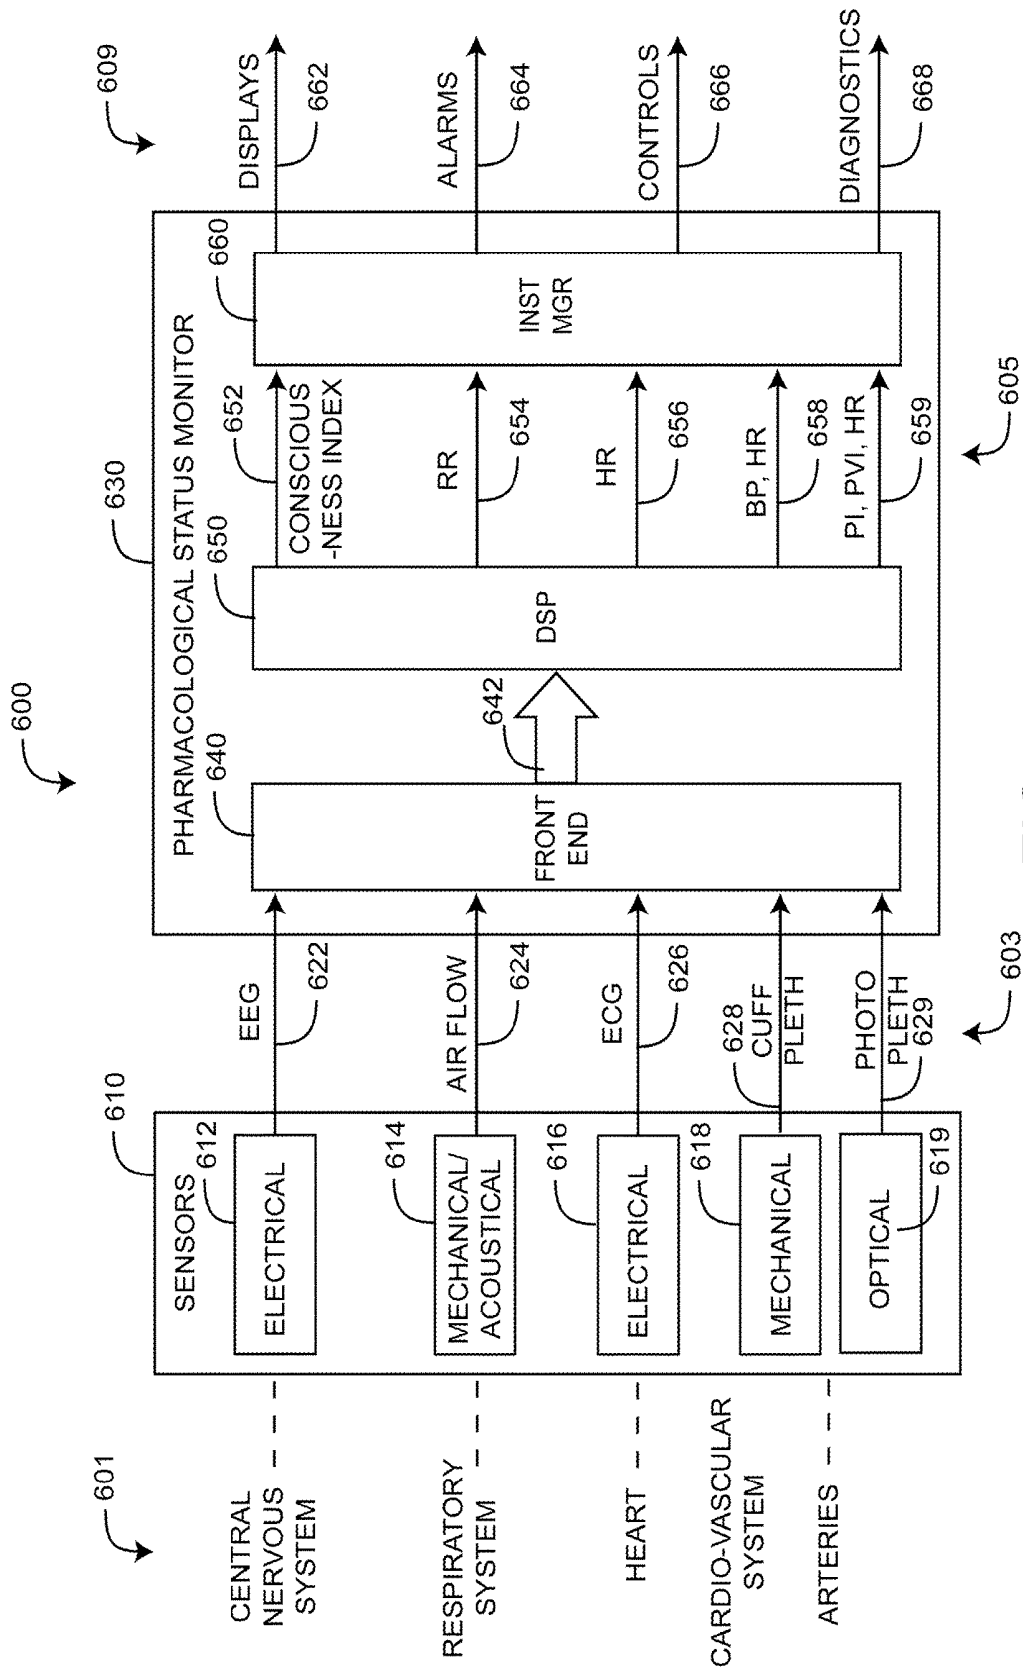 600
601
603
605
609
CENTRAL
NERVOUS
SYSTEM
RESPIRATORY
SYSTEM
HEART
CARDIO-VASCULAR
SYSTEM
ARTERIES
610
SENSORS
612
ELECTRICAL
614
MECHANICAL/
ACOUSTICAL
616
ELECTRICAL
618
MECHANICAL
OPTICAL
619
EEG
622
AIR FLOW
624
ECG
626
628
CUFF
PLETH
PHOTO
PLETH
629
630
PHARMACOLOGICAL STATUS MONITOR
640
FRONT
END
642
650
DSP
652
CONSCIOUS
-NESS INDEX
RR
654
HR
656
BP, HR
658
PI, PVI, HR
659
660
INST
MGR
DISPLAYS
662
ALARMS
664
CONTROLS
666
DIAGNOSTICS
668